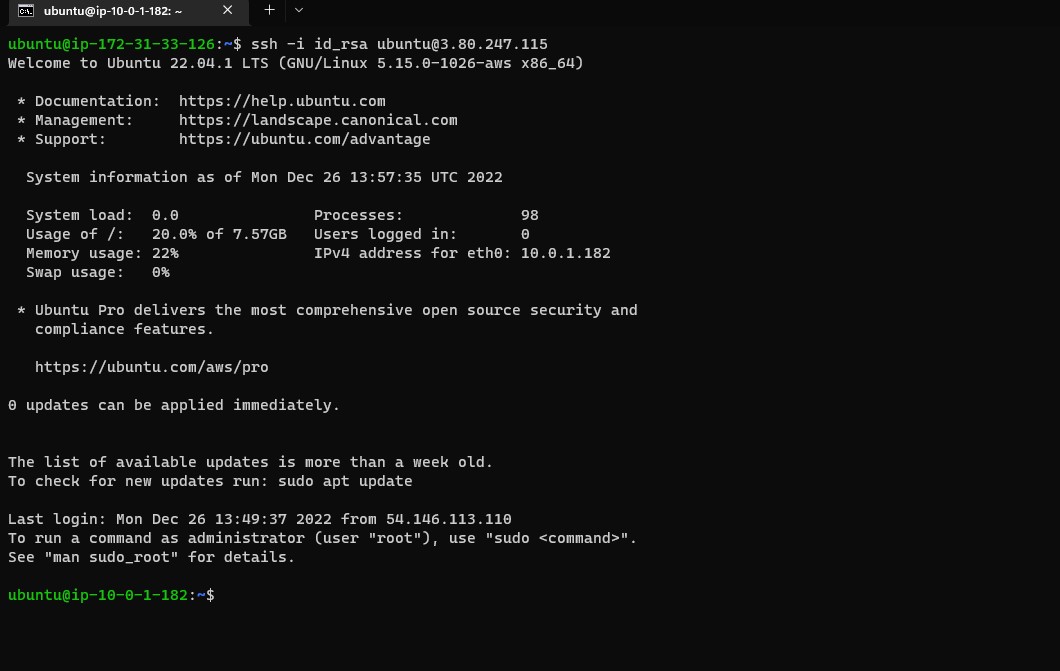 ubuntu@ip-10-0-1-182: ~
ubuntu@ip-172-31-33-126:~$ ssh -i id_rsa ubuntu@3.80.247.115
Welcome to Ubuntu 22.04.1 LTS (GNU/Linux 5.15.0-1026-aws x86_64)
* Documentation:  https://help.ubuntu.com
* Management:     https://landscape.canonical.com
* Support:        https://ubuntu.com/advantage
System information as of Mon Dec 26 13:57:35 UTC 2022
System load:  0.0               Processes:             98
Usage of /:   20.0% of 7.57GB   Users logged in:       0
Memory usage: 22%               IPv4 address for eth0: 10.0.1.182
Swap usage:   0%
* Ubuntu Pro delivers the most comprehensive open source security and
compliance features.
https://ubuntu.com/aws/pro
0 updates can be applied immediately.
The list of available updates is more than a week old.
To check for new updates run: sudo apt update
Last login: Mon Dec 26 13:49:37 2022 from 54.146.113.110
To run a command as administrator (user "root"), use "sudo <command>".
See "man sudo_root" for details.
ubuntu@ip-10-0-1-182:~$